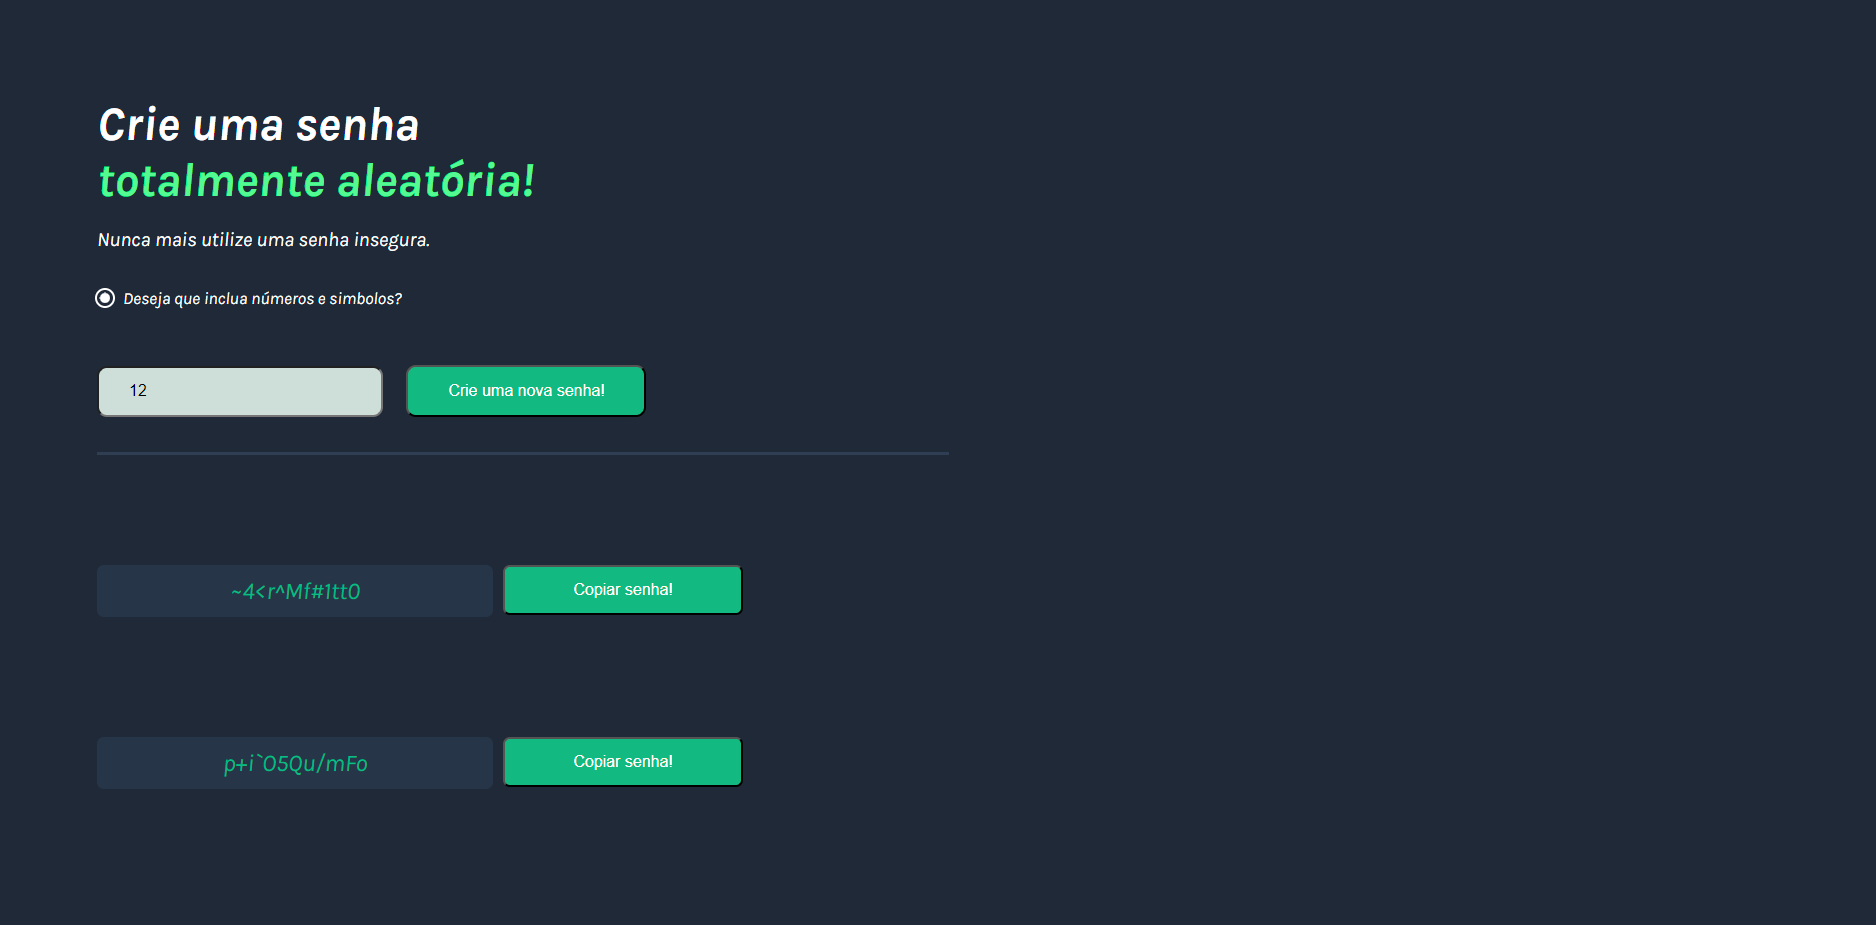 Crie uma senha
totalmente aleatória!
Nunca mais utilize uma senha insegura.
Deseja que inclua números e simbolos?
12
Crie uma nova senha!
~4<r^Mf#1tt0
Copiar senha!
p+i`O5Qu/mFo
Copiar senha!